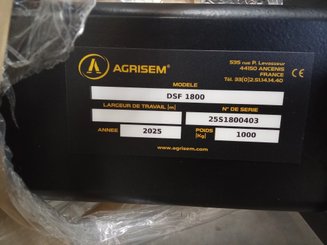 AGRISEM®
535 rue P. Levasseur
44150 ANCENIS
FRANCE
Tél. 33(0)2.51.14.14.40
CE
MODELE
DSF 1800
LARGEUR DE TRAVAIL [m]
N° DE SERIE
25S1800403
ANNEE
2025
POIDS [Kg]
1000
www.agrisem.com